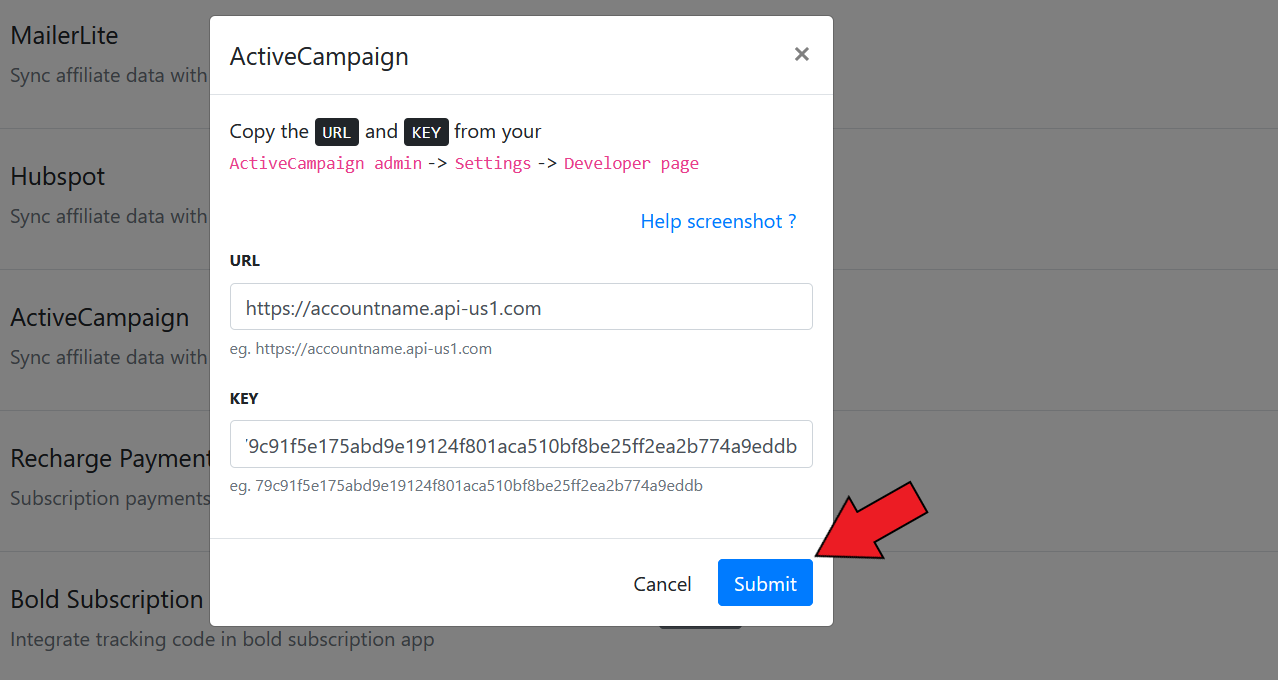 MailerLite
Sync affiliate data with
Hubspot
Sync affiliate data with
ActiveCampaign
Sync affiliate data with
Recharge Payment
Subscription payments
Bold Subscription
Integrate tracking code in bold subscription app
ActiveCampaign ×
Copy the URL and KEY from your
ActiveCampaign admin -> Settings -> Developer page
Help screenshot ?
URL
https://accountname.api-us1.com
eg. https://accountname.api-us1.com
KEY
79c91f5e175abd9e19124f801aca510bf8be25ff2ea2b774a9eddb
eg. 79c91f5e175abd9e19124f801aca510bf8be25ff2ea2b774a9eddb
Cancel Submit